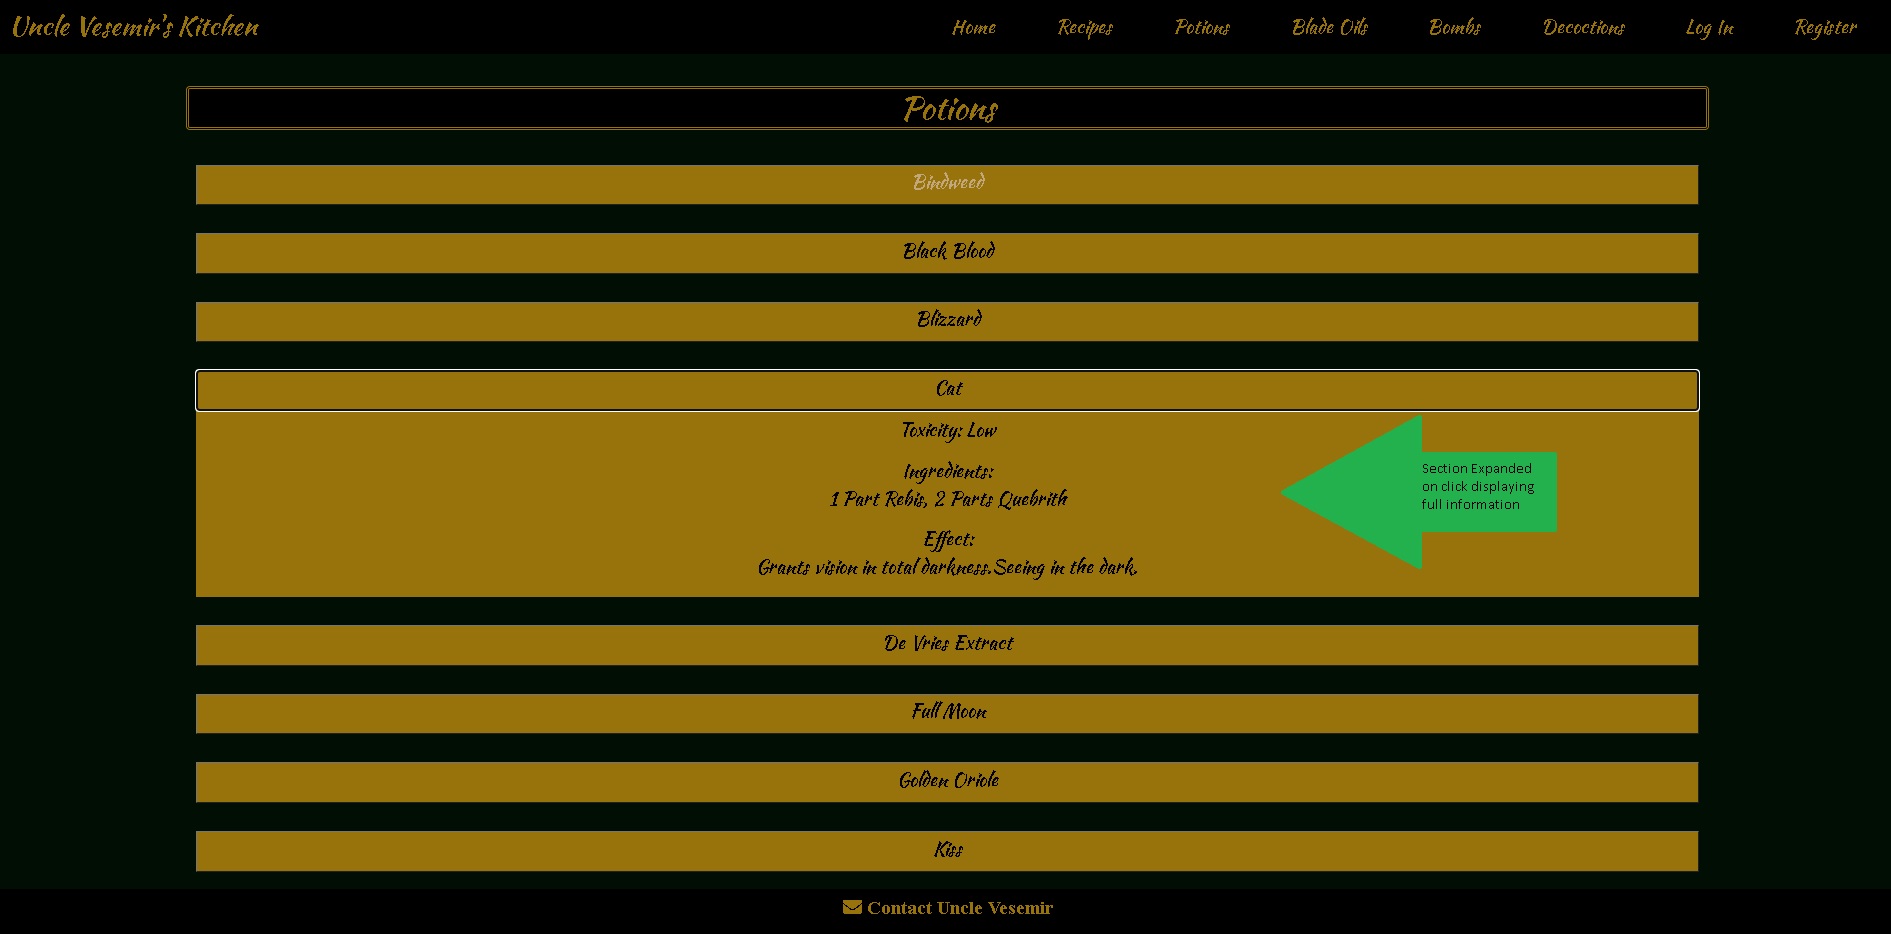 Uncle Vesemir's Kitchen
Home Recipes Potions Blade Oils Bombs Decoctions Log In Register
Potions
Bindweed
Black Blood
Blizzard
Cat
Toxicity: Low
Ingredients:
1 Part Rebis, 2 Parts Quebrith
Effect:
Grants vision in total darkness.Seeing in the dark.
Section Expanded
on click displaying
full information
De Vries Extract
Full Moon
Golden Oriole
Kiss
Contact Uncle Vesemir